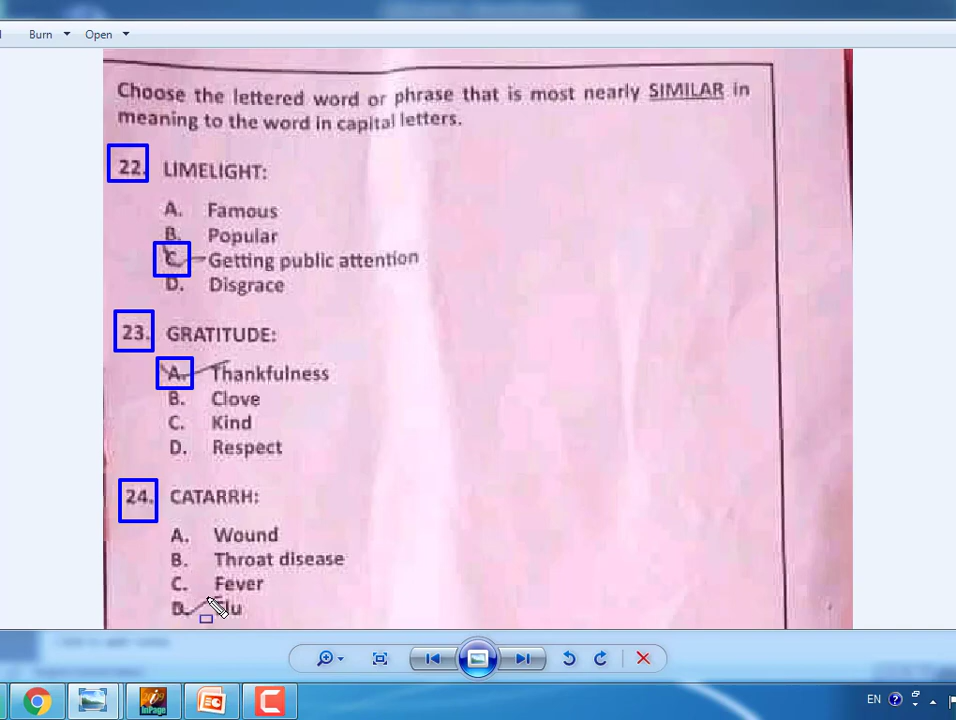 Burn
Open
Choose the lettered word or phrase that is most nearly SIMILAR in
meaning to the word in capital letters.
22. LIMELIGHT:
A. Famous
B. Popular
C. Getting public attention
D. Disgrace
23. GRATITUDE:
A. Thankfulness
B. Clove
C. Kind
D. Respect
24. CATARRH:
A. Wound
B. Throat disease
C. Fever
D. Flu
InPage
EN